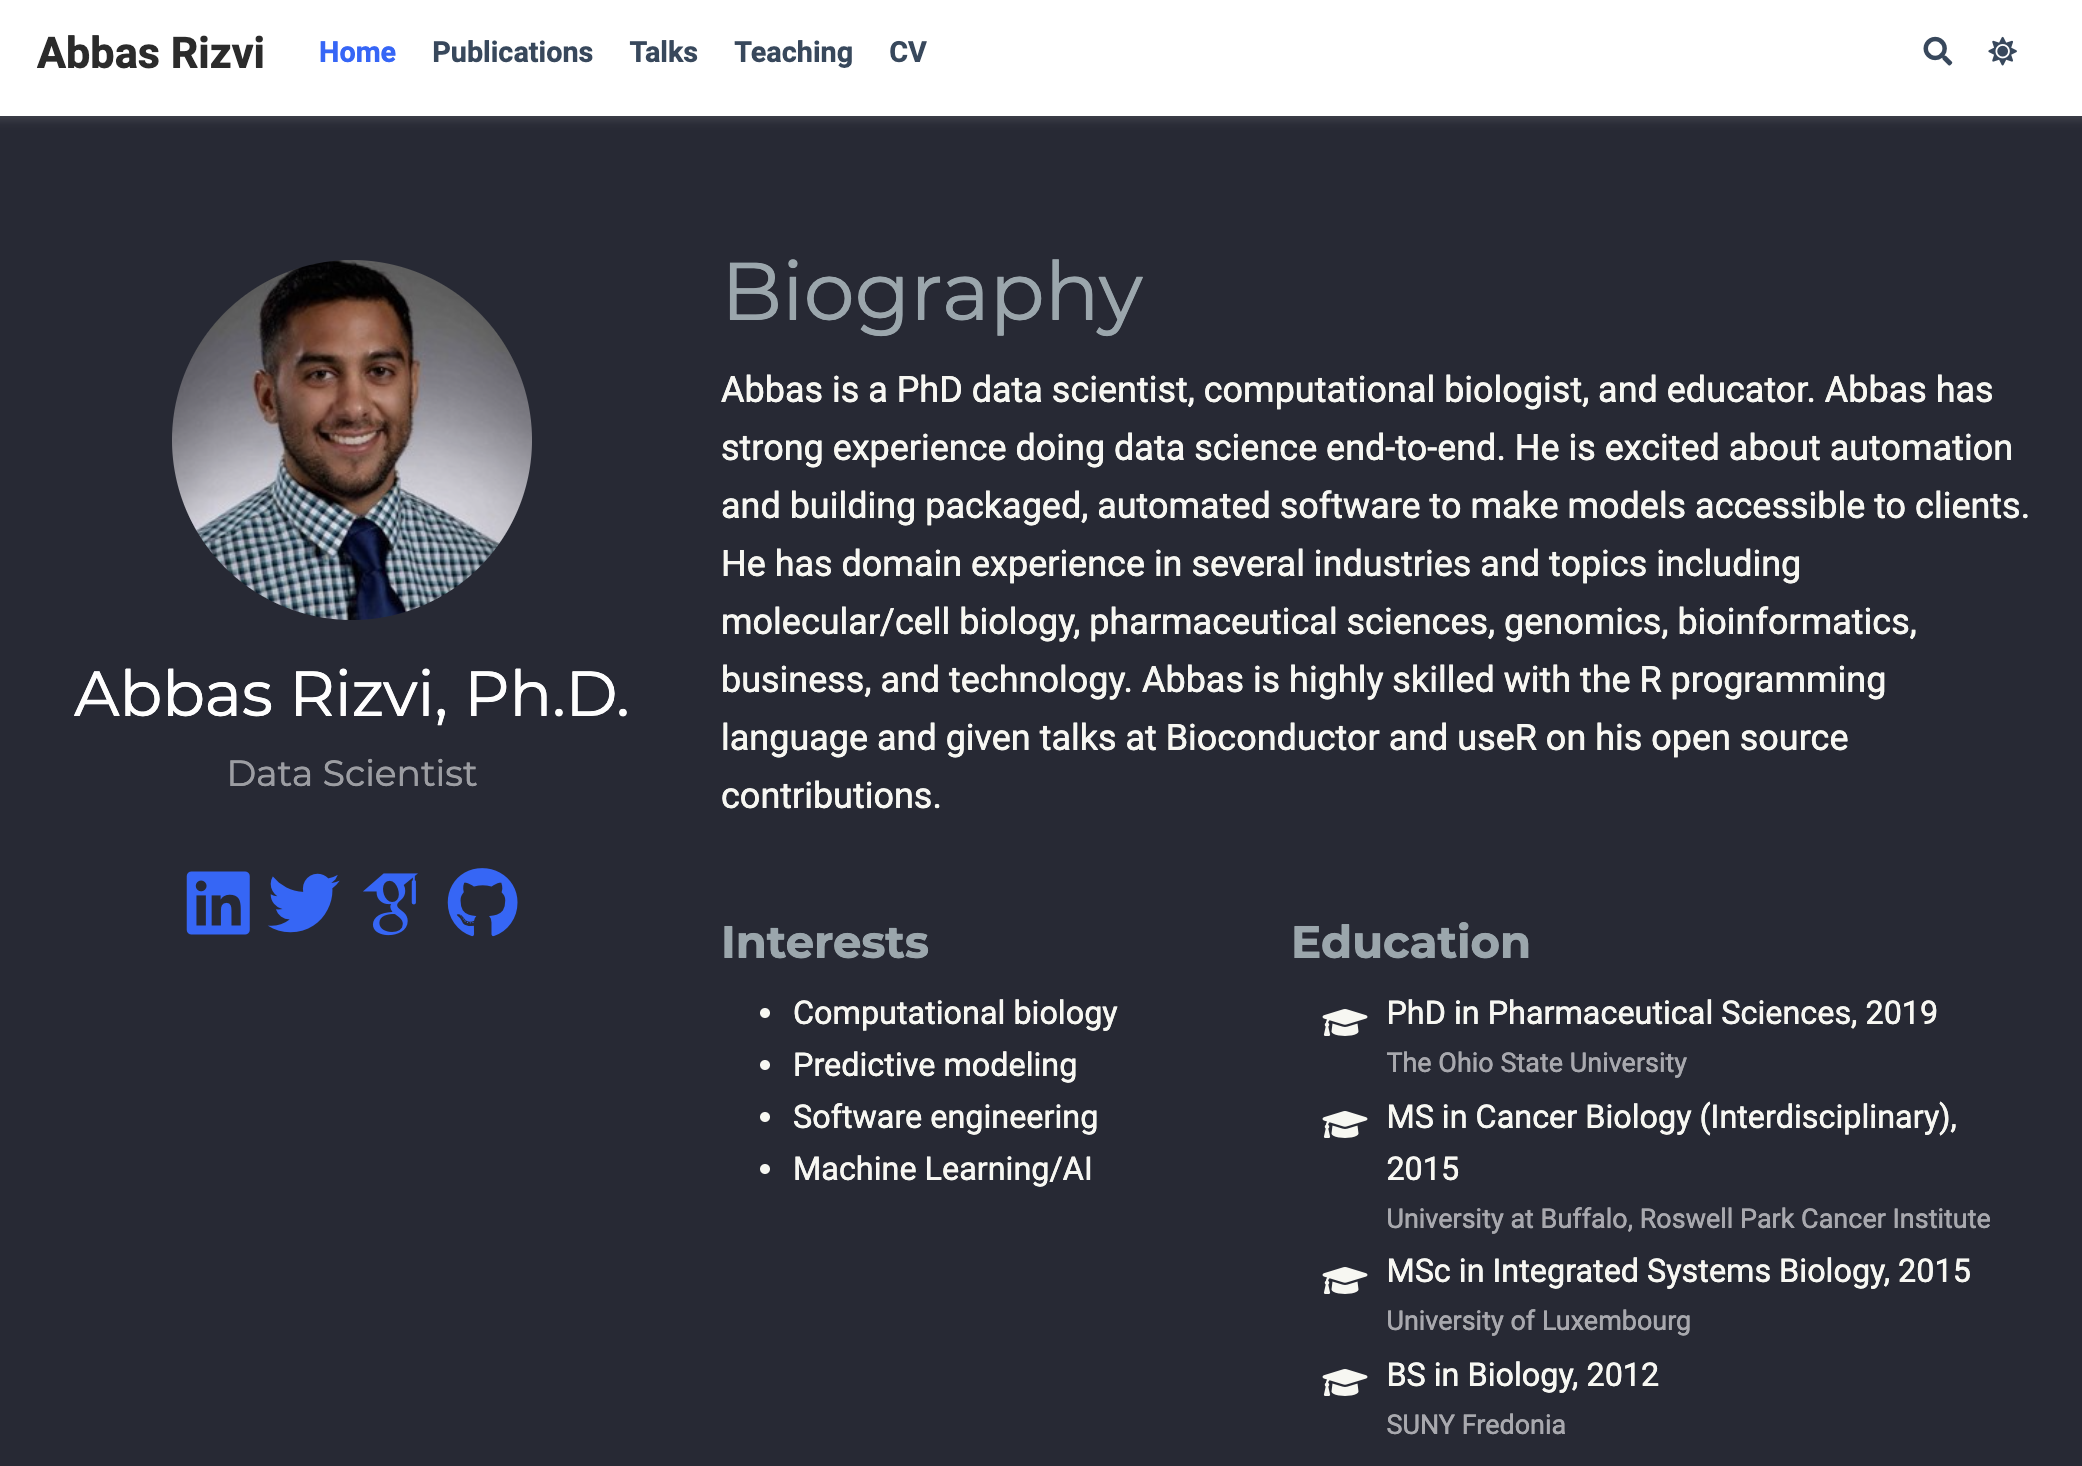 Abbas Rizvi
Home
Publications
Talks
Teaching
CV
Abbas Rizvi, Ph.D.
Data Scientist
in
Biography
Abbas is a PhD data scientist, computational biologist, and educator. Abbas has
strong experience doing data science end-to-end. He is excited about automation
and building packaged, automated software to make models accessible to clients.
He has domain experience in several industries and topics including
molecular/cell biology, pharmaceutical sciences, genomics, bioinformatics,
business, and technology. Abbas is highly skilled with the R programming
language and given talks at Bioconductor and useR on his open source
contributions.
Interests
• Computational biology
• Predictive modeling
• Software engineering
• Machine Learning/AI
Education
PhD in Pharmaceutical Sciences, 2019
The Ohio State University
MS in Cancer Biology (Interdisciplinary),
2015
University at Buffalo, Roswell Park Cancer Institute
MSc in Integrated Systems Biology, 2015
University of Luxembourg
BS in Biology, 2012
SUNY Fredonia